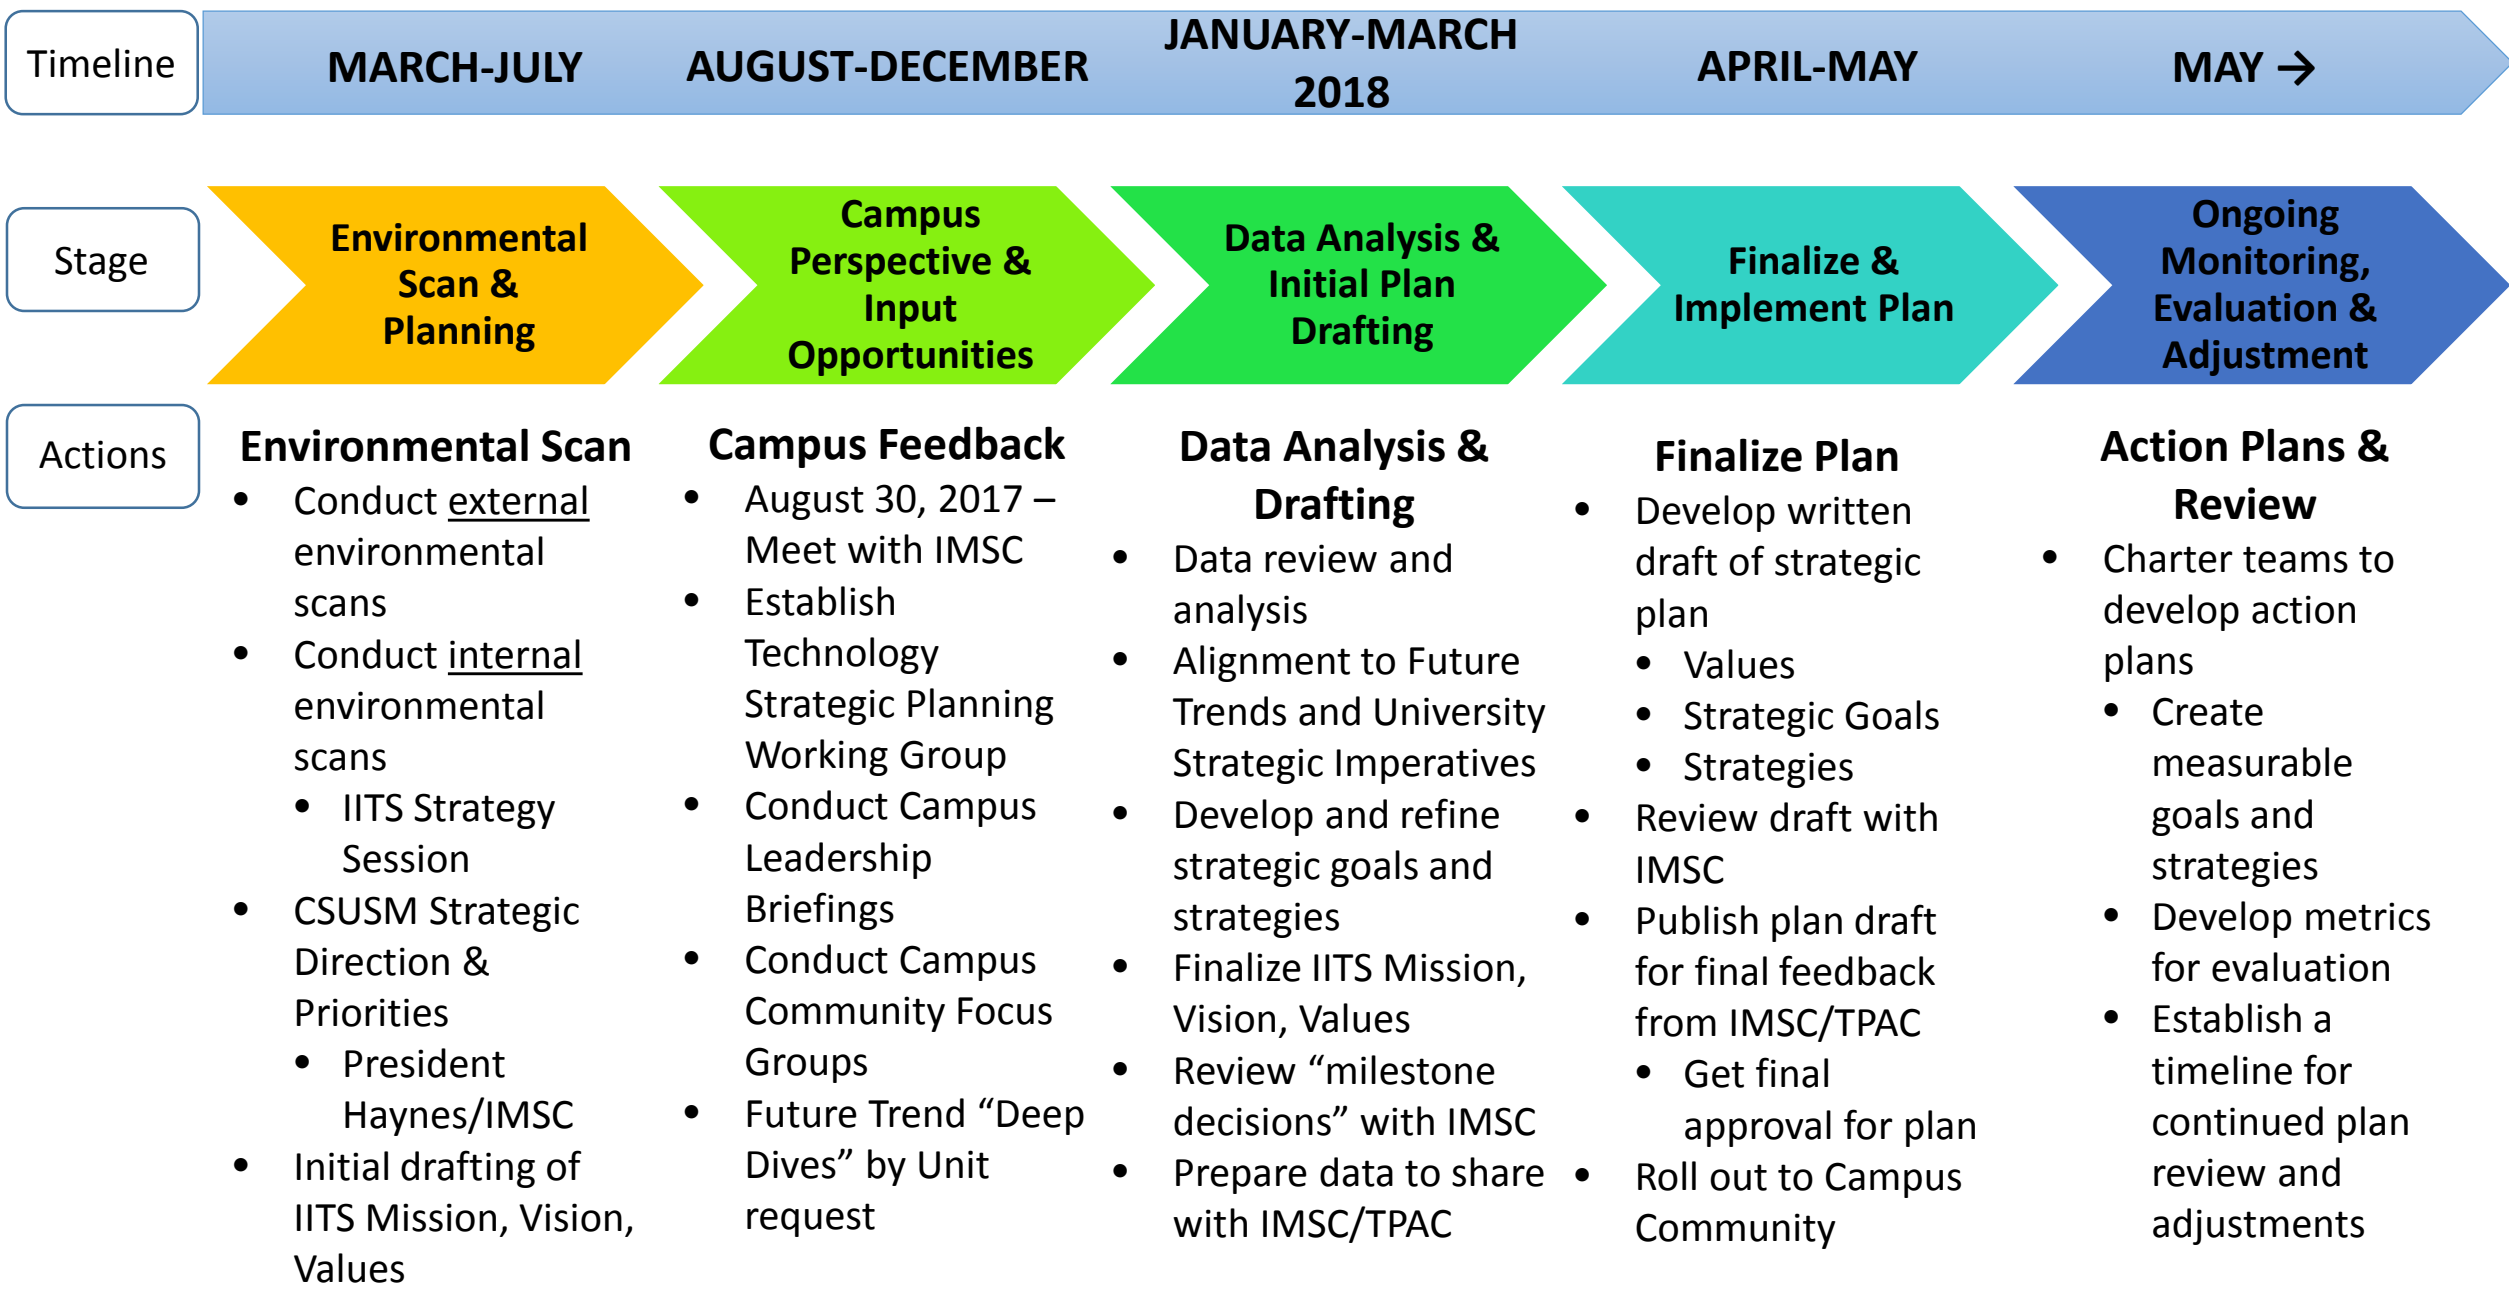 Timeline
MARCH-JULY
AUGUST-DECEMBER
JANUARY-MARCH
2018
APRIL-MAY
MAY →
Stage
Environmental
Scan &
Planning
Campus
Perspective &
Input
Opportunities
Data Analysis &
Initial Plan
Drafting
Finalize &
Implement Plan
Ongoing
Monitoring,
Evaluation &
Adjustment
Actions
Environmental Scan
• Conduct external
environmental
scans
• Conduct internal
environmental
scans
• IITS Strategy
Session
• CSUSM Strategic
Direction &
Priorities
• President
Haynes/IMSC
• Initial drafting of
IITS Mission, Vision,
Values
Campus Feedback
• August 30, 2017 –
Meet with IMSC
• Establish
Technology
Strategic Planning
Working Group
• Conduct Campus
Leadership
Briefings
• Conduct Campus
Community Focus
Groups
• Future Trend “Deep
Dives” by Unit
request
Data Analysis &
Drafting
• Data review and
analysis
• Alignment to Future
Trends and University
Strategic Imperatives
• Develop and refine
strategic goals and
strategies
• Finalize IITS Mission,
Vision, Values
• Review “milestone
decisions” with IMSC
• Prepare data to share
with IMSC/TPAC
Finalize Plan
• Develop written
draft of strategic
plan
• Values
• Strategic Goals
• Strategies
• Review draft with
IMSC
• Publish plan draft
for final feedback
from IMSC/TPAC
• Get final
approval for plan
• Roll out to Campus
Community
Action Plans &
Review
• Charter teams to
develop action
plans
• Create
measurable
goals and
strategies
• Develop metrics
for evaluation
• Establish a
timeline for
continued plan
review and
adjustments